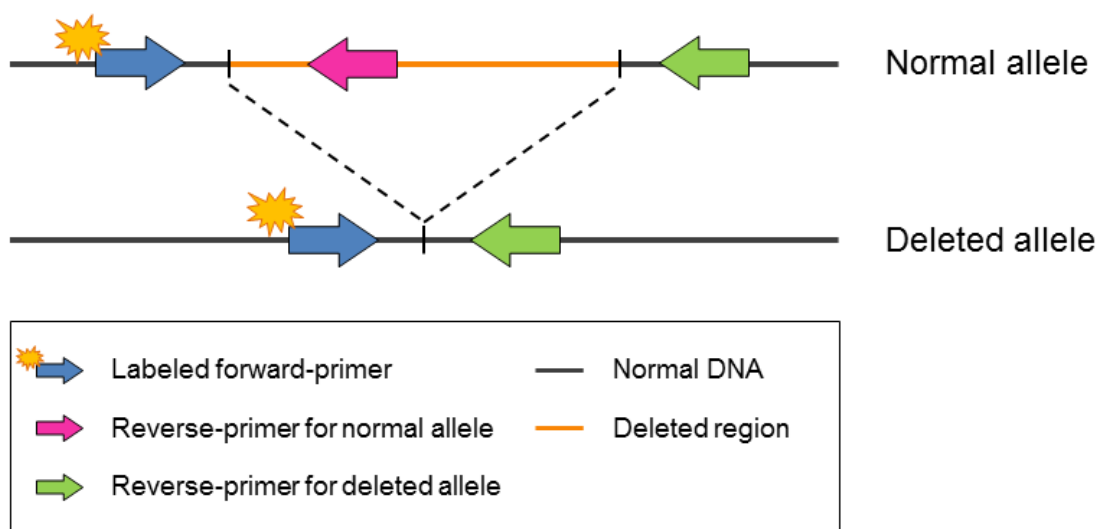 Normal allele
Deleted allele
Labeled forward-primer
Normal DNA
Reverse-primer for normal allele
Deleted region
Reverse-primer for deleted allele